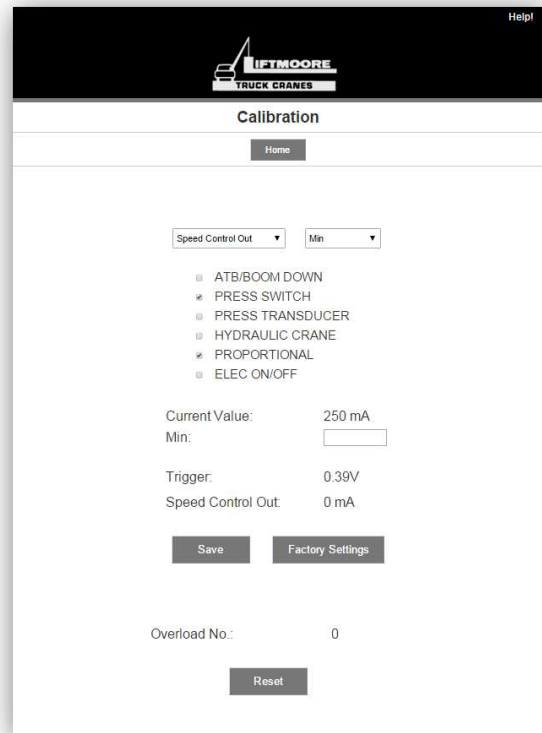 Help!
LIFTMOORE
TRUCK CRANES
Calibration
Home
Speed Control Out Min
ATB/BOOM DOWN
PRESS SWITCH
PRESS TRANSDUCER
HYDRAULIC CRANE
PROPORTIONAL
ELEC ON/OFF
Current Value: 250 mA
Min:
Trigger: 0.39V
Speed Control Out: 0 mA
Save Factory Settings
Overload No.: 0
Reset